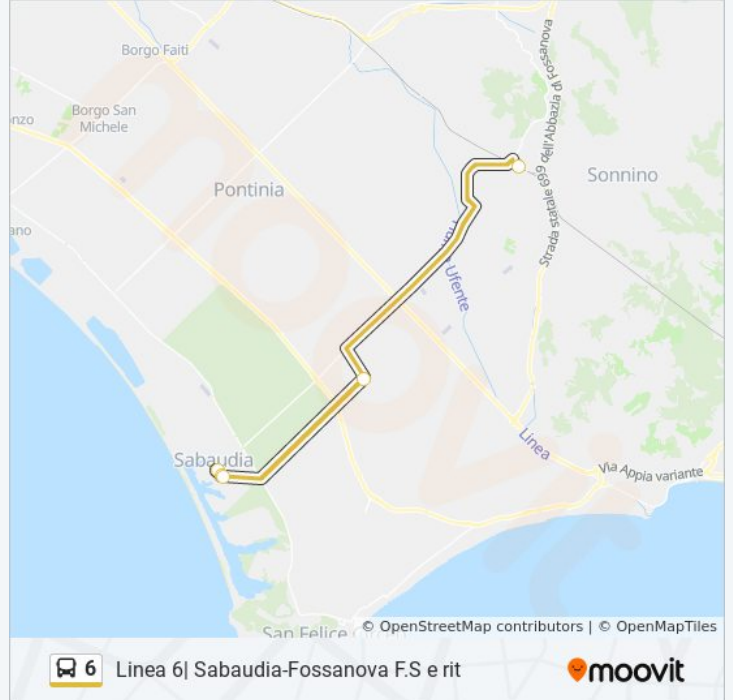 Borgo Faiti
Strada statale 699 dell'Abbazia di Fossanova
Borgo San
Michele
nzo
Sonnino
Pontinia
ano
Ufente
Sabaudia
Linea
Via Appia variante
© OpenStreetMap contributors | © OpenMapTiles
San Felice Circeo
6 Linea 6| Sabaudia-Fossanova F.S e rit
moovit